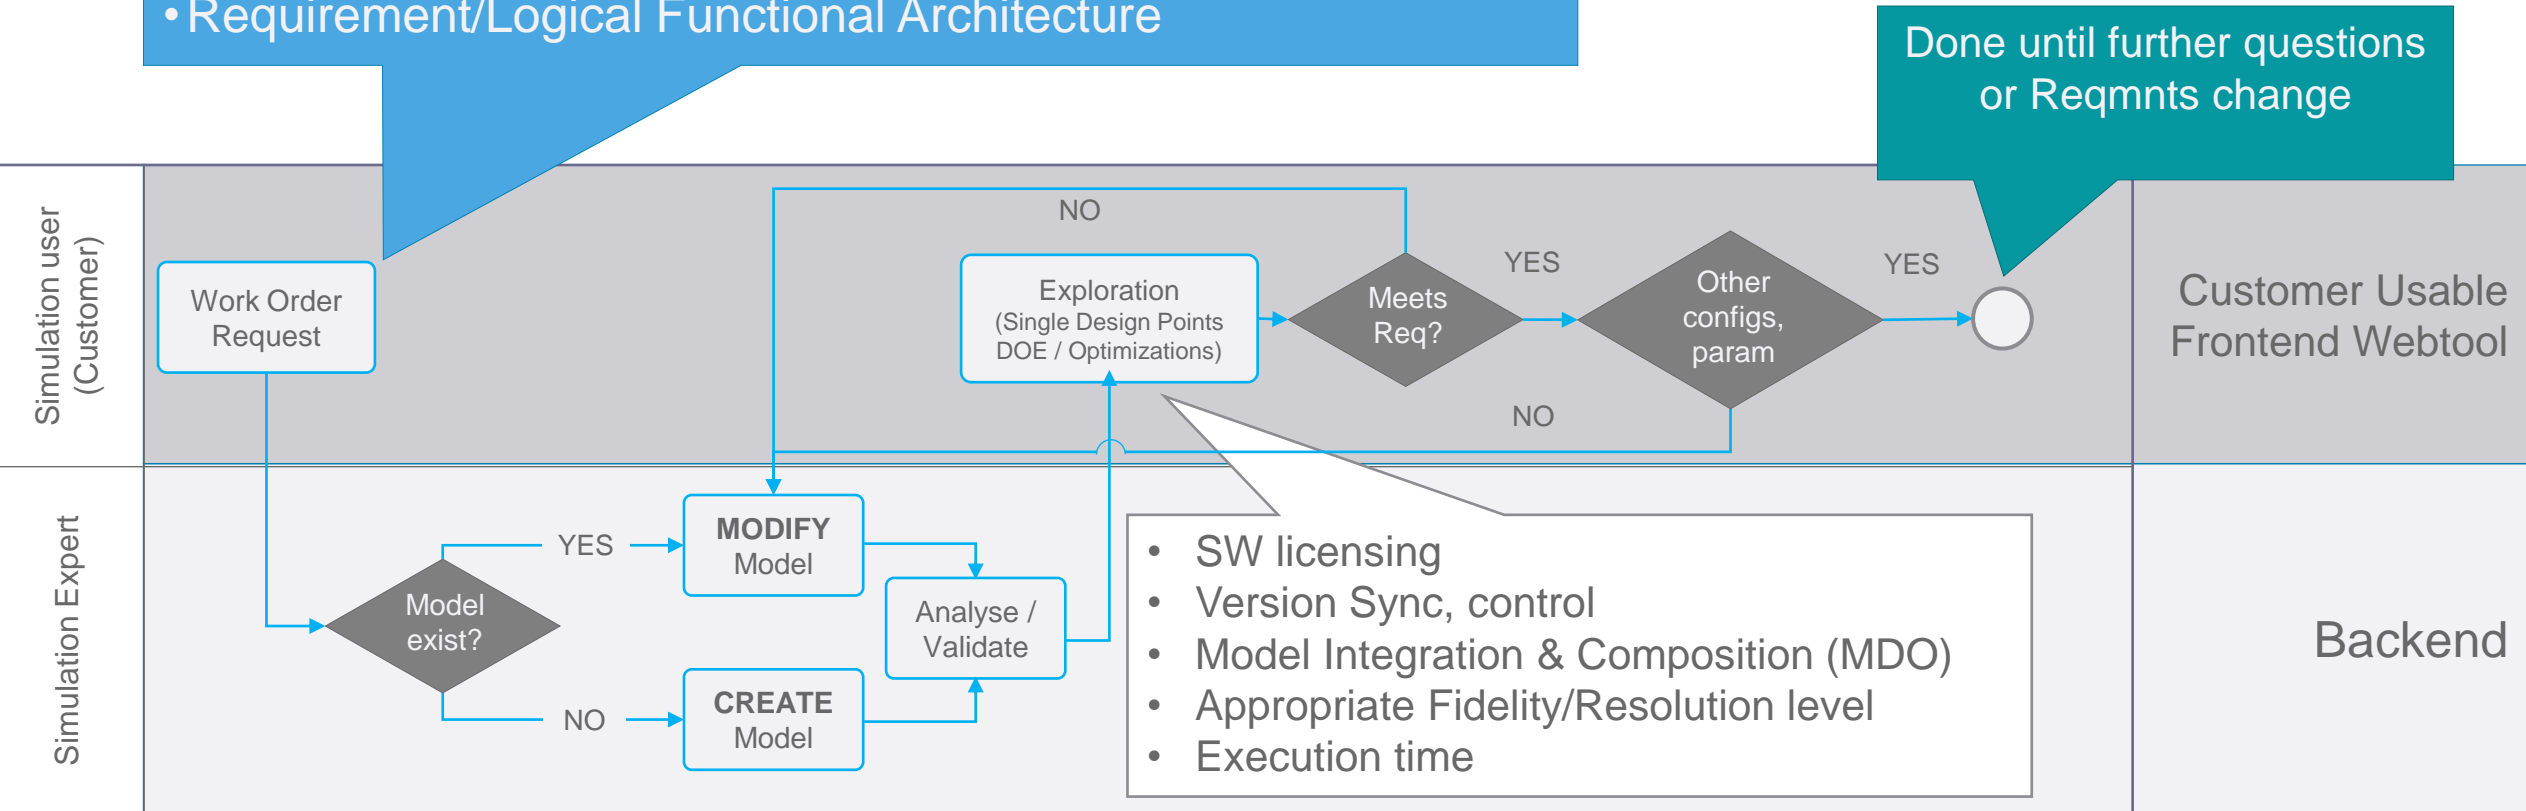 • Requirement/Logical Functional Architecture
Done until further questions
or Reqmnts change
Simulation user
(Customer)
Work Order
Request
NO
Exploration
(Single Design Points
DOE / Optimizations)
Meets
Req?
YES
Other
configs,
param
YES
NO
Customer Usable
Frontend Webtool
Simulation Expert
Model
exist?
YES
NO
MODIFY
Model
CREATE
Model
Analyse /
Validate
• SW licensing
• Version Sync, control
• Model Integration & Composition (MDO)
• Appropriate Fidelity/Resolution level
• Execution time
Backend